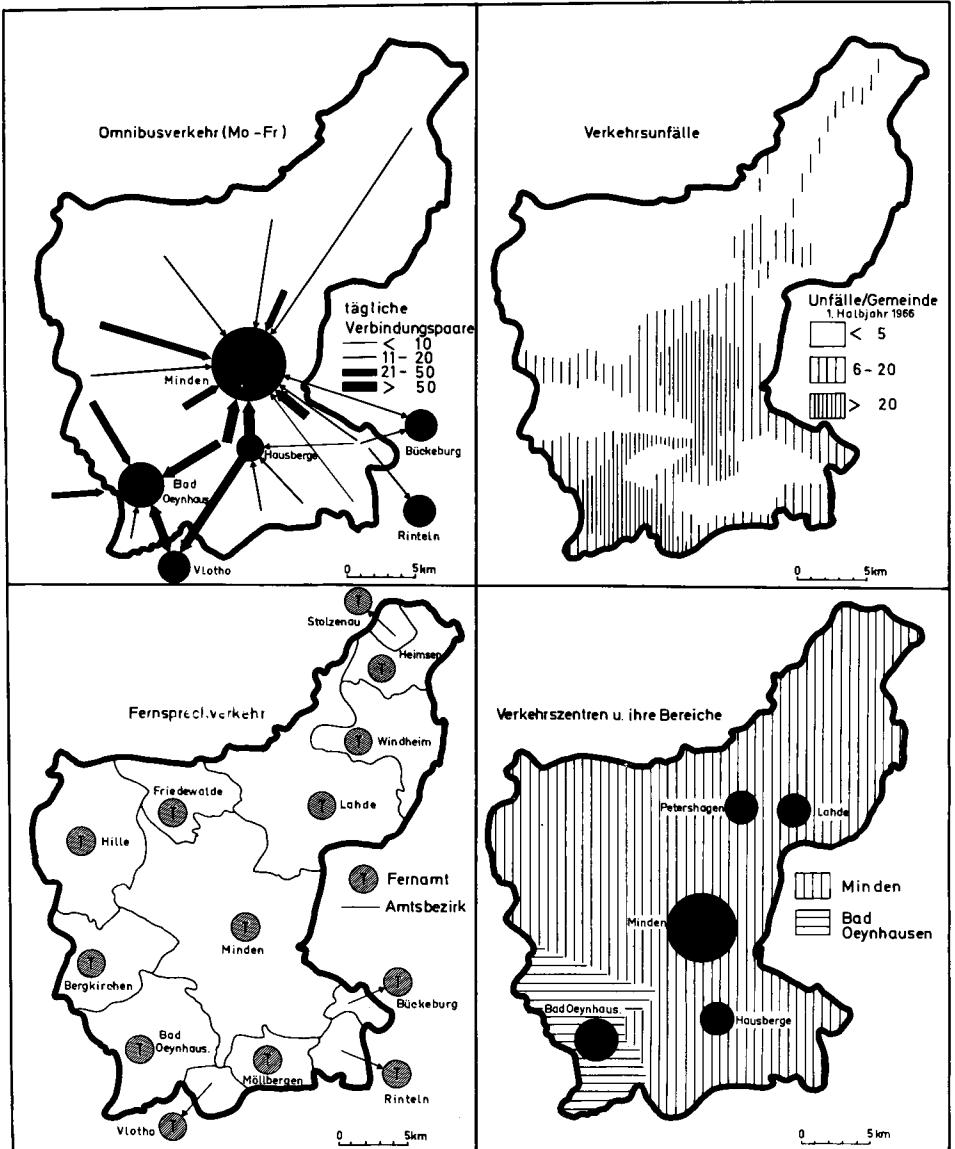 Omnibusverkehr (Mo - Fr)
tägliche
Verbindungspaare
< 10
11 - 20
21 - 50
> 50
Minden
Hausberge
Bückeburg
Bad
Oeynhaus.
Rinteln
Vlotho
0 5km
Verkehrsunfälle
Unfälle/Gemeinde
1. Halbjahr 1966
< 5
6 - 20
> 20
0 5km
Stolzenau
Heimsen
Fernsprech.verkehr
Windheim
Friedewalde
Lahde
Hille
Fernamt
Amtsbezirk
Minden
Bergkirchen
Bückeburg
Bad
Oeynhaus.
Möllbergen
Rinteln
Vlotho
0 5km
Verkehrszentren u. ihre Bereiche
Petershagen
Lahde
Minden
Bad
Oeynhausen
Minden
Bad Oeynhaus.
Hausberge
0 5km